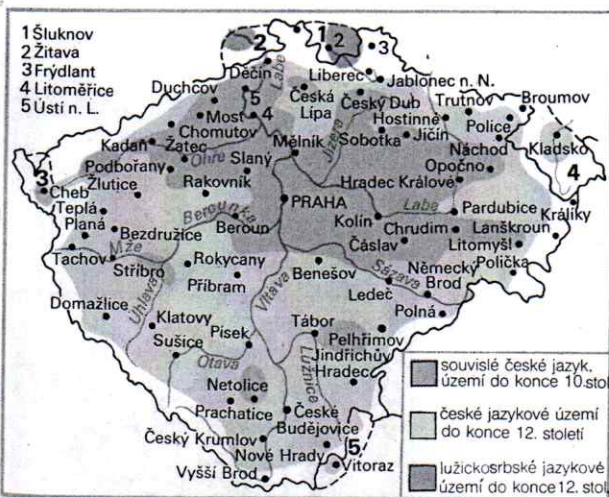 1 Šluknov
2 Žitava
3 Frýdlant
4 Litoměřice
5 Ústí n. L.
2
1
2
3
Děčín
Labe
Liberec
Jablonec n. N.
Duchcov
5
Česká
Lípa
Český Dub
Trutnov
Broumov
Most
4
Hostinné
Police
Chomutov
Jizera
Kadaň
Žatec
Mělník
Sobotka
Jičín
Náchod
Kladsko
Podbořany
Ohře
Slaný
Opočno
3
Cheb
Žlutice
Rakovník
Hradec Králové
4
Teplá
PRAHA
Labe
Králíky
Planá
Berounka
Kolín
Pardubice
Bezdružice
Beroun
Chrudim
Lanškroun
Mže
Čáslav
Litomyšl
Tachov
Rokycany
Sázava
Polička
Stříbro
Benešov
Německý
Příbram
Ledeč
Brod
Úhlava
Vltava
Polná
Domažlice
Klatovy
Tábor
Písek
Pelhřimov
Sušice
Jindřichův
Hradec
Otava
Lužnice
Netolice
Prachatice
České
Budějovice
Český Krumlov
Nové Hrady
5
Vitoraz
Vyšší Brod
souvislé české jazyk.
území do konce 10.stol.
české jazykové území
do konce 12. století
lužickosrbské jazykové
území do konce 12. stol.